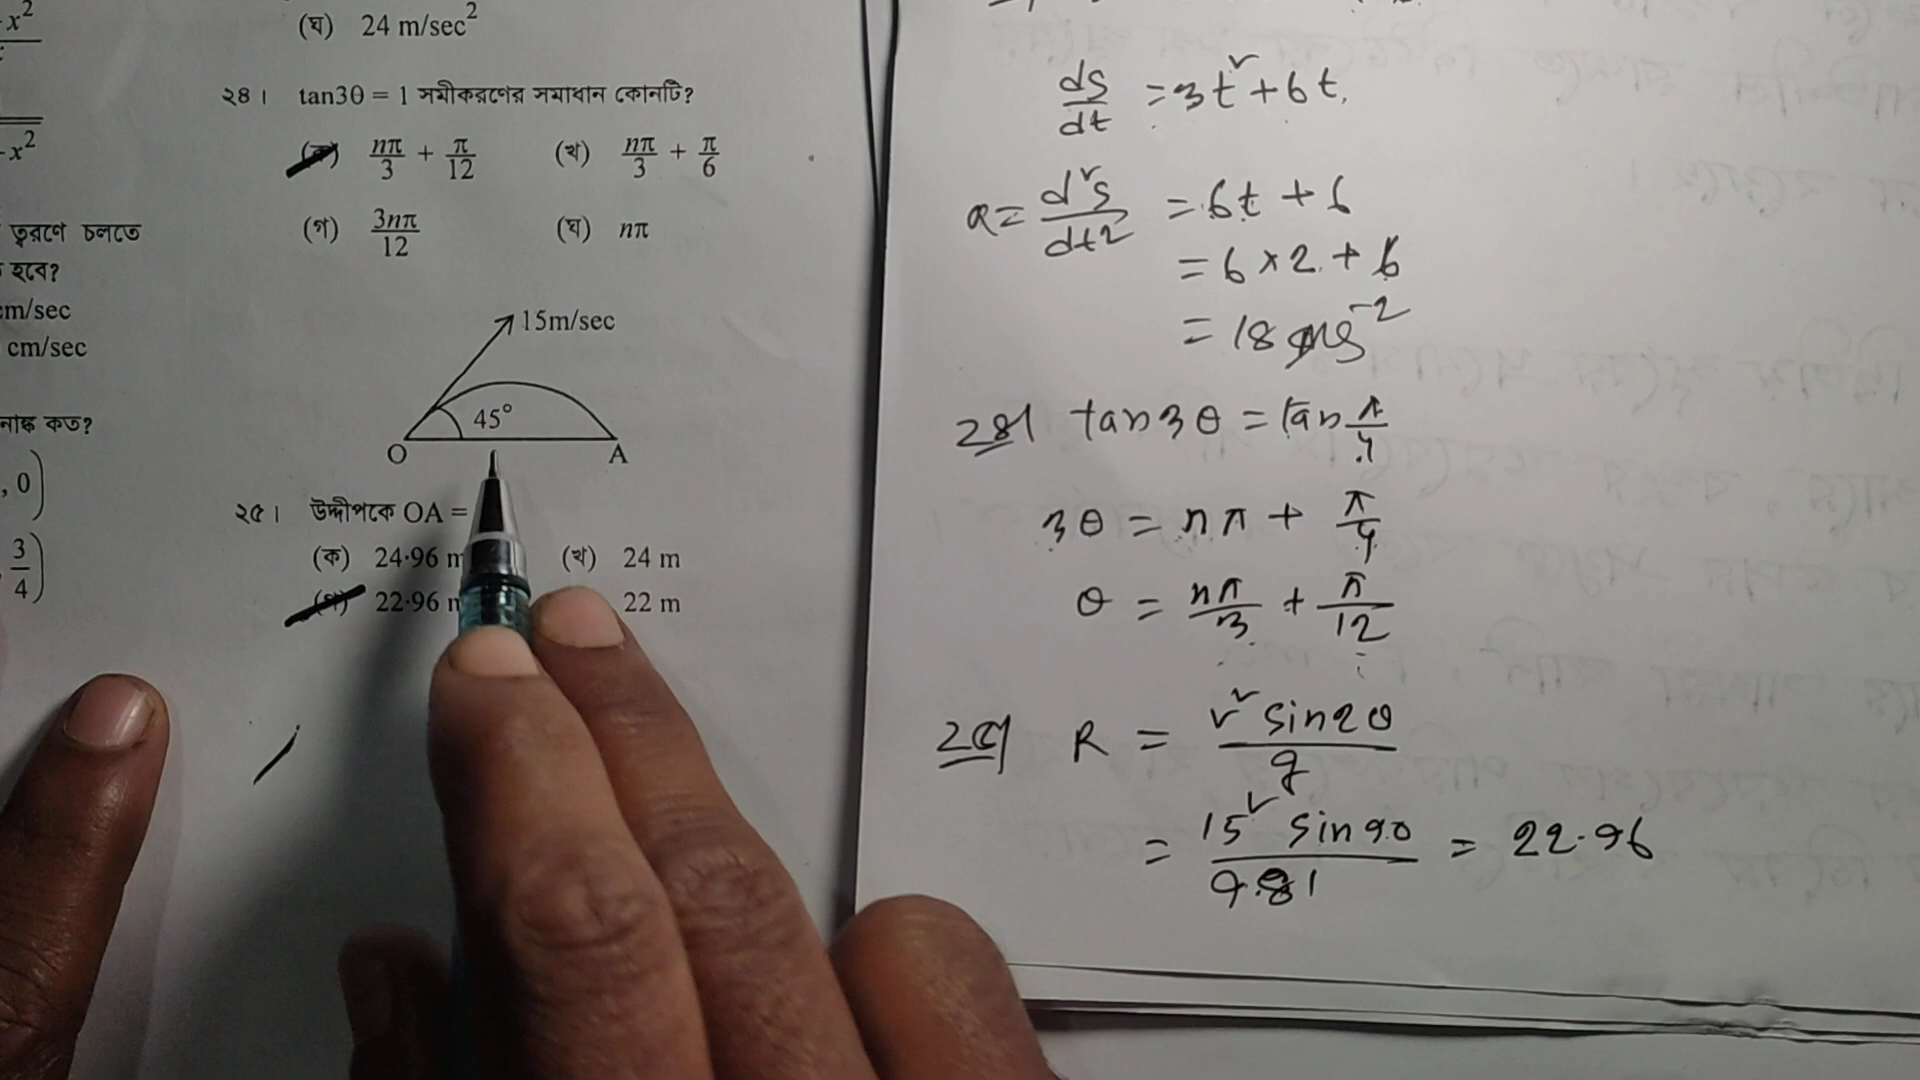 x²
x²
ত্বরণে চলতে
হবে?
cm/sec
cm/sec
নাঙ্ক কত?
, 0)
3/4)
(ঘ) 24 m/sec²
২৪। tan3θ = 1 সমীকরণের সমাধান কোনটি?
(ক) nπ/3 + π/12 (খ) nπ/3 + π/6
(গ) 3nπ/12 (ঘ) nπ
15m/sec
45°
O A
২৫। উদ্দীপকে OA =
(ক) 24·96 m (খ) 24 m
(গ) 22·96 m 22 m
ds/dt = 3t² + 6t.
a = d²s/dt2 = 6t + 6
= 6 × 2 + 6
= 18 ms⁻²
২৪। tan3θ = tan π/4
3θ = nπ + π/4
θ = nπ/3 + π/12
২৫। R = v² sin2θ / g
= 15² sin90 / 9.81 = 22.96